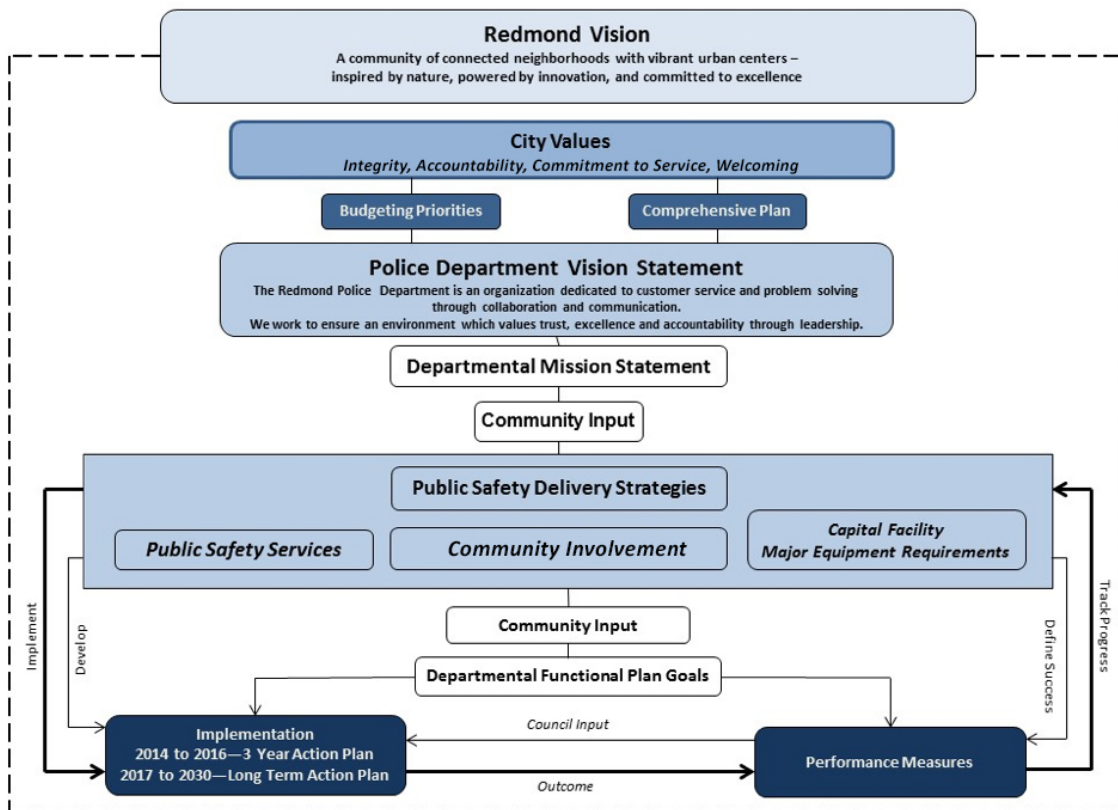 Redmond Vision
A community of connected neighborhoods with vibrant urban centers –
inspired by nature, powered by innovation, and committed to excellence
City Values
Integrity, Accountability, Commitment to Service, Welcoming
Budgeting Priorities
Comprehensive Plan
Police Department Vision Statement
The Redmond Police Department is an organization dedicated to customer service and problem solving
through collaboration and communication.
We work to ensure an environment which values trust, excellence and accountability through leadership.
Departmental Mission Statement
Community Input
Public Safety Delivery Strategies
Public Safety Services
Community Involvement
Capital Facility
Major Equipment Requirements
Implement
Develop
Community Input
Departmental Functional Plan Goals
Define Success
Track Progress
Implementation
2014 to 2016—3 Year Action Plan
2017 to 2030—Long Term Action Plan
Council Input
Outcome
Performance Measures